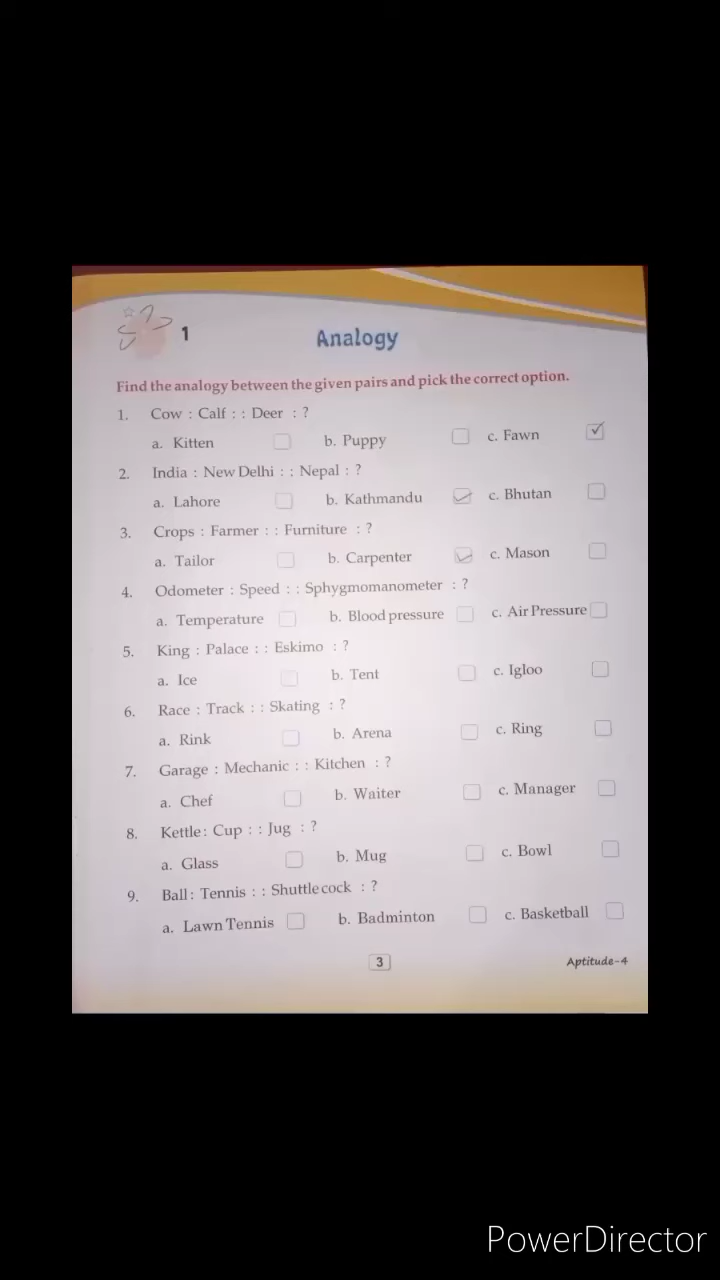 1
Analogy
Find the analogy between the given pairs and pick the correct option.
1. Cow : Calf : : Deer : ?
a. Kitten b. Puppy c. Fawn ✓
2. India : New Delhi : : Nepal : ?
a. Lahore b. Kathmandu ✓ c. Bhutan
3. Crops : Farmer : : Furniture : ?
a. Tailor b. Carpenter ✓ c. Mason
4. Odometer : Speed : : Sphygmomanometer : ?
a. Temperature b. Blood pressure c. Air Pressure
5. King : Palace : : Eskimo : ?
a. Ice b. Tent c. Igloo
6. Race : Track : : Skating : ?
a. Rink b. Arena c. Ring
7. Garage : Mechanic : : Kitchen : ?
a. Chef b. Waiter c. Manager
8. Kettle : Cup : : Jug : ?
a. Glass b. Mug c. Bowl
9. Ball : Tennis : : Shuttlecock : ?
a. Lawn Tennis b. Badminton c. Basketball
3
Aptitude-4
PowerDirector